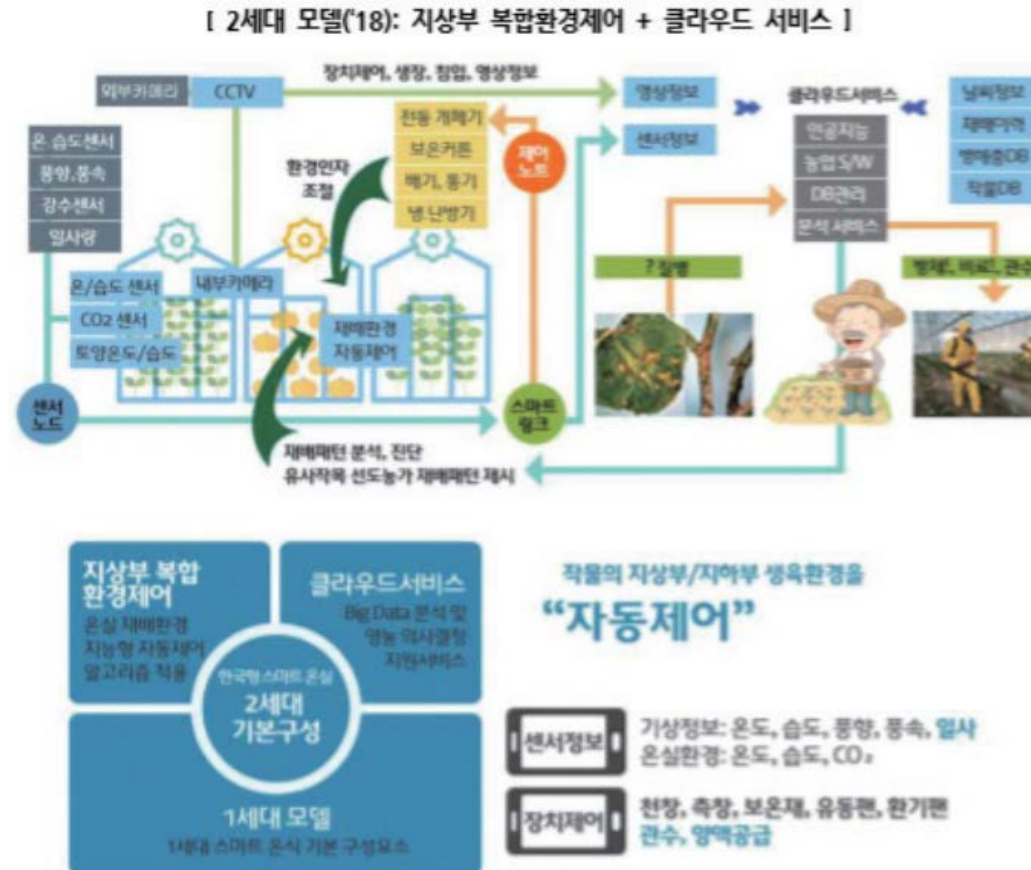 [ 2세대 모델('18): 지상부 복합환경제어 + 클라우드 서비스 ]
장치제어, 생장, 침입, 영상정보
외부카메라
CCTV
영상정보
센서정보
클라우드서비스
인공지능
농업 S/W
DB관리
분석 서비스
날씨정보
재배이력
병해충DB
작물DB
온.습도센서
풍향,풍속
강수센서
일사량
환경인자
조절
전동 개폐기
보온커튼
배기, 통기
냉.난방기
제어
노드
온/습도 센서
CO2 센서
토양온도/습도
내부카메라
재배환경
자동제어
? 질병
비료, 관수
센서
노드
스마트
링크
재배패턴 분석, 진단
유사작목 선도농가 재배패턴 제시
지상부 복합
환경제어
온실 재배환경
지능형 자동제어
알고리즘 적용
클라우드서비스
Big Data 분석 및
영농 의사결정
지원서비스
한국형 스마트 온실
2세대
기본구성
1세대 모델
1세대 스마트 온실 기본 구성요소
작물의 지상부/지하부 생육환경을
“자동제어”
센서정보
기상정보: 온도, 습도, 풍향, 풍속, 일사
온실환경: 온도, 습도, CO₂
장치제어
천창, 측창, 보온재, 유동팬, 환기팬
관수, 양액공급